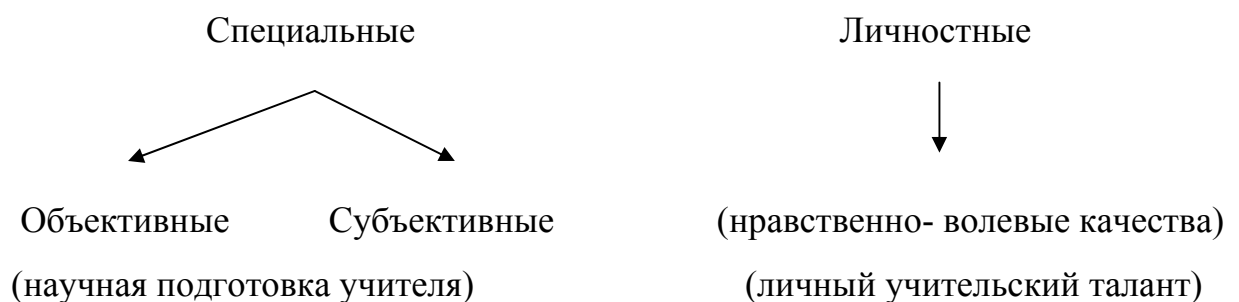 Специальные Личностные
Объективные Субъективные (нравственно- волевые качества)
(научная подготовка учителя) (личный учительский талант)